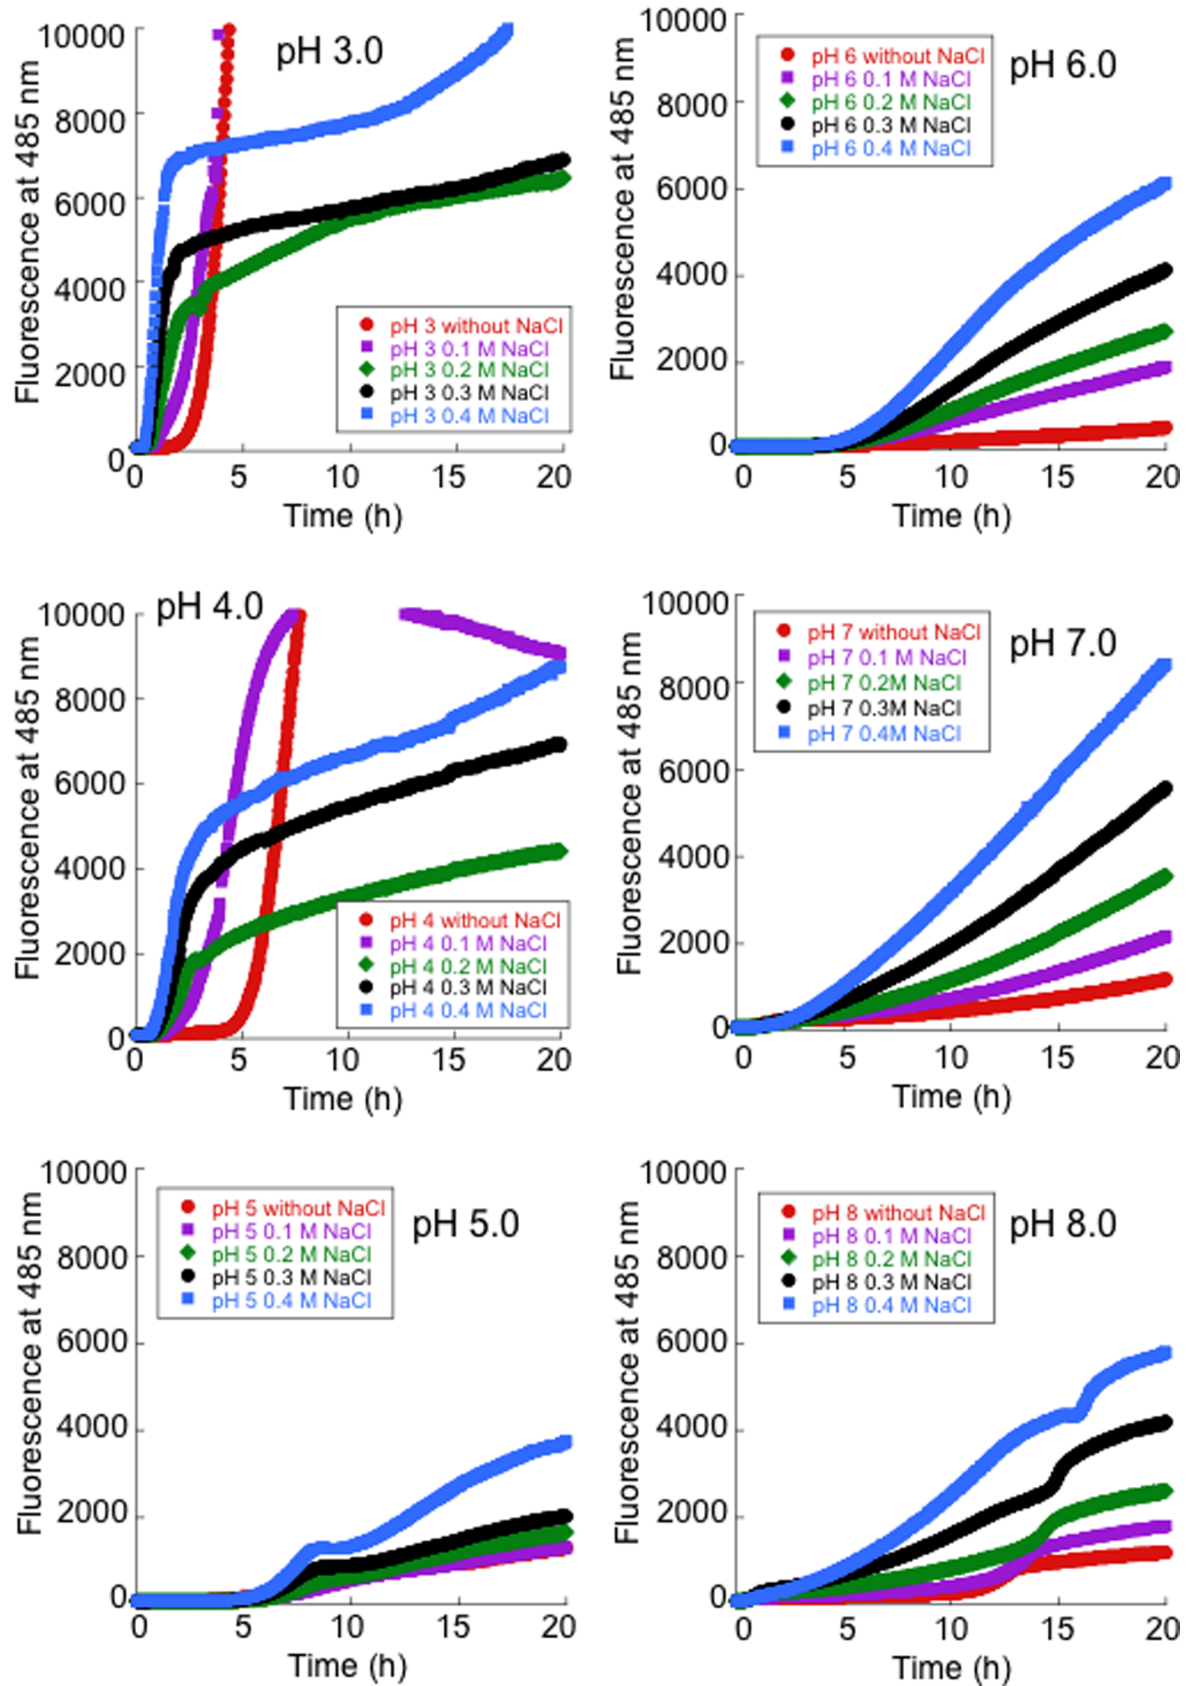 pH 3.0
Fluorescence at 485 nm
10000
8000
6000
4000
2000
0
pH 3 without NaCl
pH 3 0.1 M NaCl
pH 3 0.2 M NaCl
pH 3 0.3 M NaCl
pH 3 0.4 M NaCl
0 5 10 15 20
Time (h)
pH 6.0
Fluorescence at 485 nm
10000
8000
6000
4000
2000
0
pH 6 without NaCl
pH 6 0.1 M NaCl
pH 6 0.2 M NaCl
pH 6 0.3 M NaCl
pH 6 0.4 M NaCl
0 5 10 15 20
Time (h)
pH 4.0
Fluorescence at 485 nm
10000
8000
6000
4000
2000
0
pH 4 without NaCl
pH 4 0.1 M NaCl
pH 4 0.2 M NaCl
pH 4 0.3 M NaCl
pH 4 0.4 M NaCl
0 5 10 15 20
Time (h)
pH 7.0
Fluorescence at 485 nm
10000
8000
6000
4000
2000
0
pH 7 without NaCl
pH 7 0.1 M NaCl
pH 7 0.2M NaCl
pH 7 0.3M NaCl
pH 7 0.4M NaCl
0 5 10 15 20
Time (h)
pH 5.0
Fluorescence at 485 nm
10000
8000
6000
4000
2000
0
pH 5 without NaCl
pH 5 0.1 M NaCl
pH 5 0.2 M NaCl
pH 5 0.3 M NaCl
pH 5 0.4 M NaCl
0 5 10 15 20
Time (h)
pH 8.0
Fluorescence at 485 nm
10000
8000
6000
4000
2000
0
pH 8 without NaCl
pH 8 0.1 M NaCl
pH 8 0.2 M NaCl
pH 8 0.3 M NaCl
pH 8 0.4 M NaCl
0 5 10 15 20
Time (h)